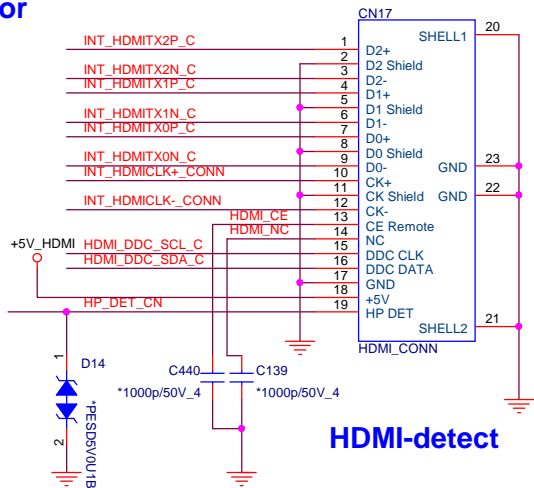 or
CN17
SHELL1
20
INT_HDMITX2P_C
1
D2+
2
D2 Shield
INT_HDMITX2N_C
3
D2-
INT_HDMITX1P_C
4
D1+
5
D1 Shield
INT_HDMITX1N_C
6
D1-
INT_HDMITX0P_C
7
D0+
8
D0 Shield
INT_HDMITX0N_C
9
D0-
GND
23
INT_HDMICLK+_CONN
10
CK+
11
CK Shield
GND
22
INT_HDMICLK-_CONN
12
CK-
HDMI_CE
13
CE Remote
HDMI_NC
14
NC
+5V_HDMI
HDMI_DDC_SCL_C
15
DDC CLK
HDMI_DDC_SDA_C
16
DDC DATA
17
GND
18
+5V
HP_DET_CN
19
HP DET
SHELL2
21
HDMI_CONN
1
D14
2
*PESD5V0U1B
C440
*1000p/50V_4
C139
*1000p/50V_4
HDMI-detect